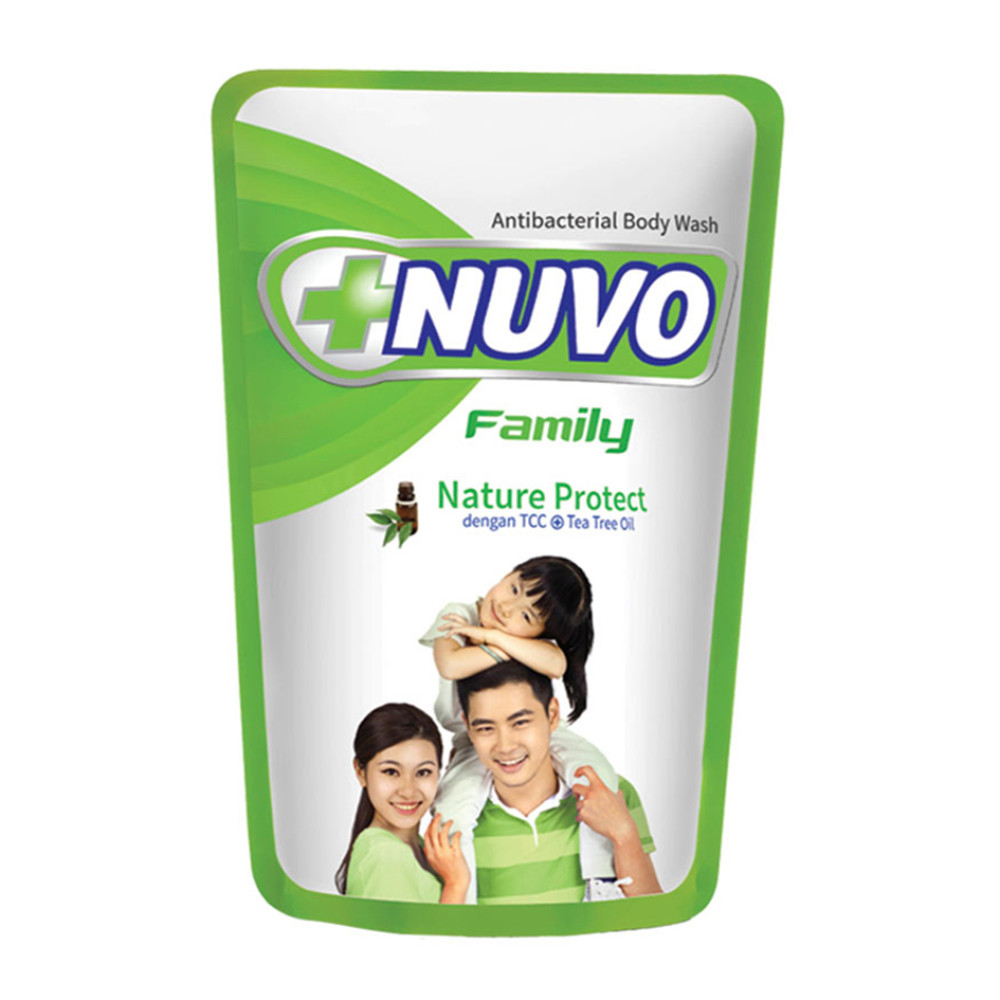 Antibacterial Body Wash
NUVO
Family
Nature Protect
dengan TCC + Tea Tree Oil